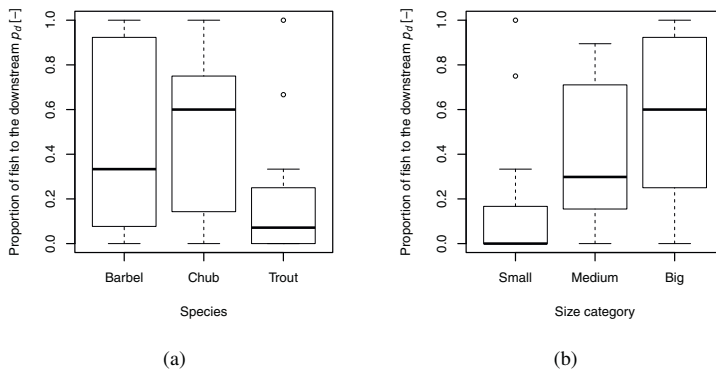 Proportion of fish to the downstream p_d [-]
1.0
0.8
0.6
0.4
0.2
0.0
Barbel Chub Trout
Species
(a)
Proportion of fish to the downstream p_d [-]
1.0
0.8
0.6
0.4
0.2
0.0
Small Medium Big
Size category
(b)